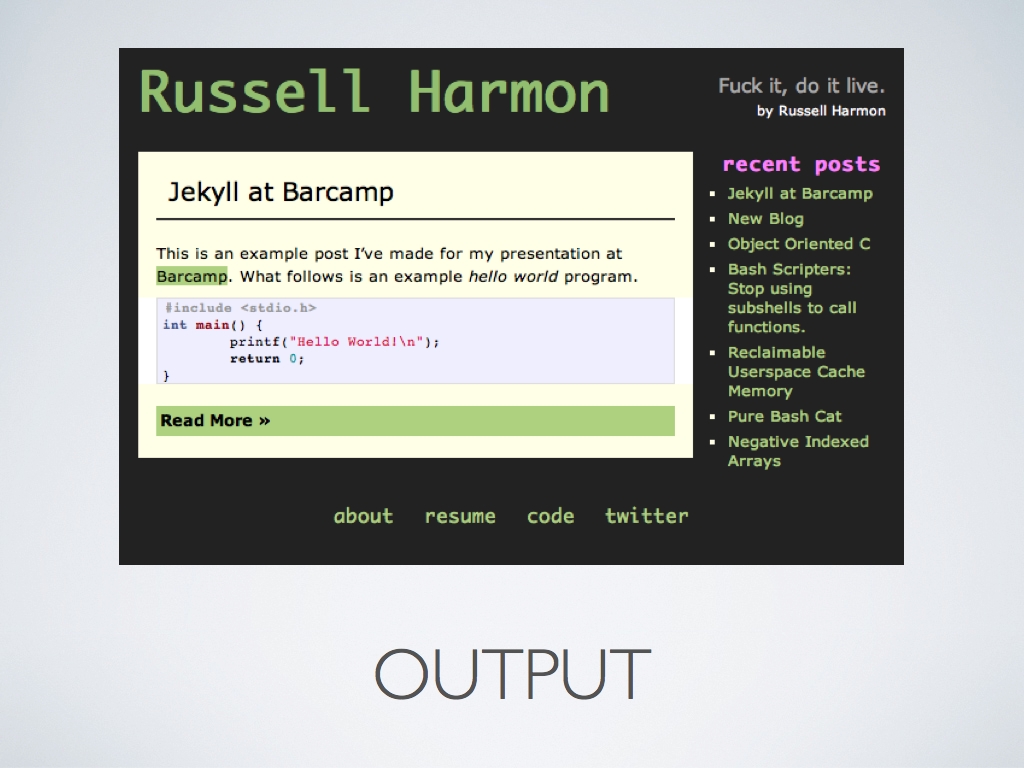 Russell Harmon
Fuck it, do it live.
by Russell Harmon
Jekyll at Barcamp
This is an example post I’ve made for my presentation at
Barcamp. What follows is an example hello world program.
#include <stdio.h>
int main() {
        printf("Hello World!\n");
        return 0;
}
Read More »
recent posts
Jekyll at Barcamp
New Blog
Object Oriented C
Bash Scripters:
Stop using
subshells to call
functions.
Reclaimable
Userspace Cache
Memory
Pure Bash Cat
Negative Indexed
Arrays
about resume code twitter
OUTPUT